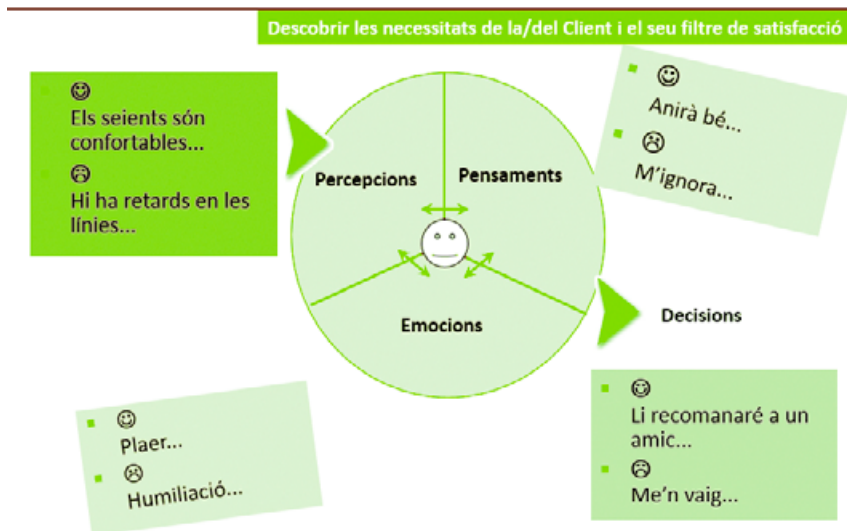 Descobrir les necessitats de la/del Client i el seu filtre de satisfacció
Els seients són
confortables...
Hi ha retards en les
línies...
Percepcions
Pensaments
Emocions
Anirà bé...
M'ignora...
Decisions
Plaer...
Humiliació...
Li recomanaré a un
amic...
Me'n vaig...